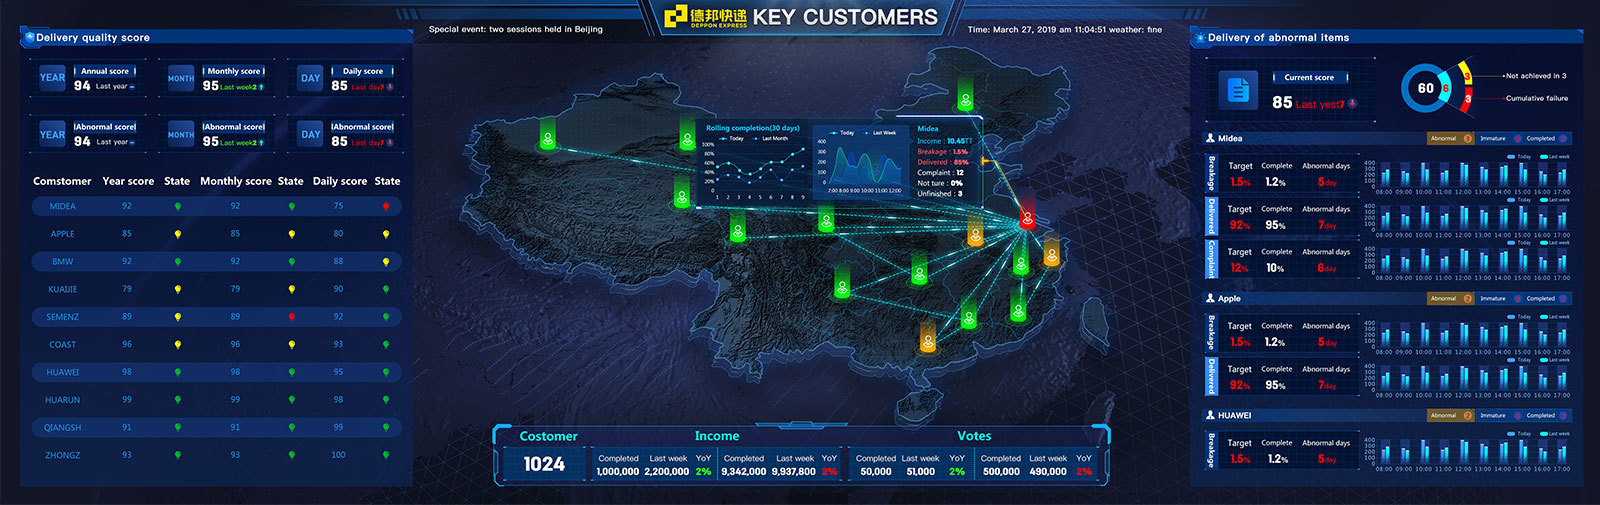 德邦快递
DEPPON EXPRESS
KEY CUSTOMERS
Special event: two sessions held in Beijing
Time: March 27, 2019 am 11:04:51 weather: fine
Delivery quality score
YEAR Annual score
94 Last year
MONTH Monthly score
95 Last week2
DAY Daily score
85 Last day7
YEAR Abnormal score
94 Last year
MONTH Abnormal score
95 Last week2
DAY Abnormal score
85 Last day7
Comstomer Year score State Monthly score State Daily score State
MIDEA 92 92 75
APPLE 85 85 80
BMW 92 92 88
KUAIJIE 79 79 90
SEMENZ 89 89 92
COAST 96 96 93
HUAWEI 98 98 95
HUARUN 99 99 98
QIANGSH 91 91 99
ZHONGZ 93 93 100
Rolling completion(30 days)
Today Last Month
100%
80%
60%
40%
20%
0
1 2 3 4 5 6 7 8 9
Today Last Week
400
300
200
100
0
7:00 8:00 9:00 10:00 11:00 12:00
Midea
Income : 10.451T
Breakage : 1.5%
Delivered : 85%
Complaint : 12
Not ture : 0%
Unfinished : 3
Costomer
1024
Income
Completed Last week YoY Completed Last week YoY
1,000,000 2,200,000 2% 9,342,000 9,937,800 2%
Votes
Completed Last week YoY Completed Last week YoY
50,000 51,000 2% 500,000 490,000 2%
Delivery of abnormal items
Current score
85 Last yest7
60 6 3 3
Not achieved in 3
Cumulative failure
Midea
Abnormal Immature Completed
Breakage
Target Complete Abnormal days
1.5% 1.2% 5day
Today Last week
400
300
200
100
0
08:00 09:00 10:00 11:00 12:00 13:00 14:00 15:00 16:00 17:00
Delivered
Target Complete Abnormal days
92% 95% 7day
Today Last week
400
300
200
100
0
08:00 09:00 10:00 11:00 12:00 13:00 14:00 15:00 16:00 17:00
Complaint
Target Complete Abnormal days
12% 10% 6day
Today Last week
400
300
200
100
0
08:00 09:00 10:00 11:00 12:00 13:00 14:00 15:00 16:00 17:00
Apple
Abnormal 2 Immature Completed
Breakage
Target Complete Abnormal days
1.5% 1.2% 5day
Today Last week
400
300
200
100
0
08:00 09:00 10:00 11:00 12:00 13:00 14:00 15:00 16:00 17:00
Delivered
Target Complete Abnormal days
92% 95% 7day
Today Last week
400
300
200
100
0
08:00 09:00 10:00 11:00 12:00 13:00 14:00 15:00 16:00 17:00
HUAWEI
Abnormal 2 Immature Completed
Breakage
Target Complete Abnormal days
1.5% 1.2% 5day
Today Last week
400
300
200
100
0
08:00 09:00 10:00 11:00 12:00 13:00 14:00 15:00 16:00 17:00